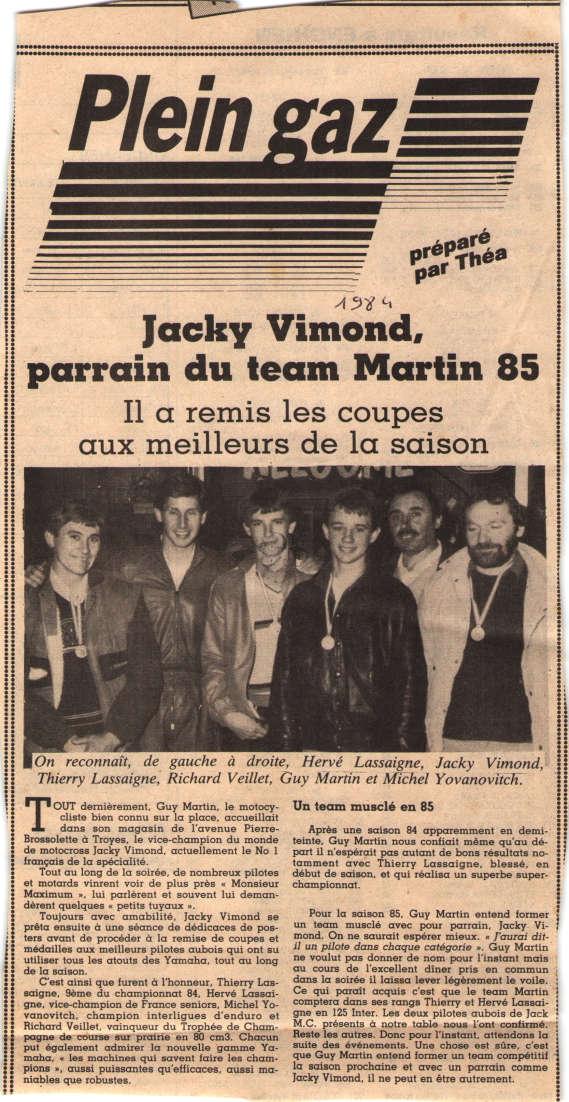 Plein gaz
préparé
par Théa
1984
Jacky Vimond,
parrain du team Martin 85
Il a remis les coupes
aux meilleurs de la saison
WELCOME
On reconnaît, de gauche à droite, Hervé Lassaigne, Jacky Vimond,
Thierry Lassaigne, Richard Veillet, Guy Martin et Michel Yovanovitch.
TOUT dernièrement, Guy Martin, le motocy-
cliste bien connu sur la place, accueillait
dans son magasin de l'avenue Pierre-
Brossolette à Troyes, le vice-champion du monde
de motocross Jacky Vimond, actuellement le No 1
français de la spécialité.
Tout au long de la soirée, de nombreux pilotes
et motards vinrent voir de plus près « Monsieur
Maximum », lui parlèrent et souvent lui deman-
dèrent quelques « petits tuyaux ».
Toujours avec amabilité, Jacky Vimond se
prêta ensuite à une séance de dédicaces de pos-
ters avant de procéder à la remise de coupes et
médailles aux meilleurs pilotes aubois qui ont su
utiliser tous les atouts des Yamaha, tout au long
de la saison.
C'est ainsi que furent à l'honneur, Thierry Las-
saigne, 9ème du championnat 84, Hervé Lassai-
gne, vice-champion de France seniors, Michel Yo-
vanovitch, champion interligues d'enduro et
Richard Veillet, vainqueur du Trophée de Cham-
pagne de course sur prairie en 80 cm3. Chacun
put également admirer la nouvelle gamme Ya-
maha, « les machines qui savent faire les cham-
pions », aussi puissantes qu'efficaces, aussi ma-
niables que robustes.
Un team musclé en 85
Après une saison 84 apparemment en demi-
teinte, Guy Martin nous confiait même qu'au dé-
part il n'espérait pas autant de bons résultats no-
tamment avec Thierry Lassaigne, blessé, en
début de saison, et qui réalisa un superbe super-
championnat.
Pour la saison 85, Guy Martin entend former
un team musclé avec pour parrain, Jacky Vi-
mond. On ne saurait espérer mieux. « J'aurai dit-
il un pilote dans chaque catégorie ». Guy Martin
ne voulut pas donner de nom pour l'instant mais
au cours de l'excellent dîner pris en commun
dans la soirée il laissa lever légèrement le voile.
Ce qui paraît acquis c'est que le team Martin
comptera dans ses rangs Thierry et Hervé Lassai-
gne en 125 Inter. Les deux pilotes aubois de Jack
M.C. présents à notre table nous l'ont confirmé.
Reste les autres. Donc pour l'instant, attendons la
suite des événements. Une chose est sûre, c'est
que Guy Martin entend former un team compétitif
la saison prochaine et avec un parrain comme
Jacky Vimond, il ne peut en être autrement.